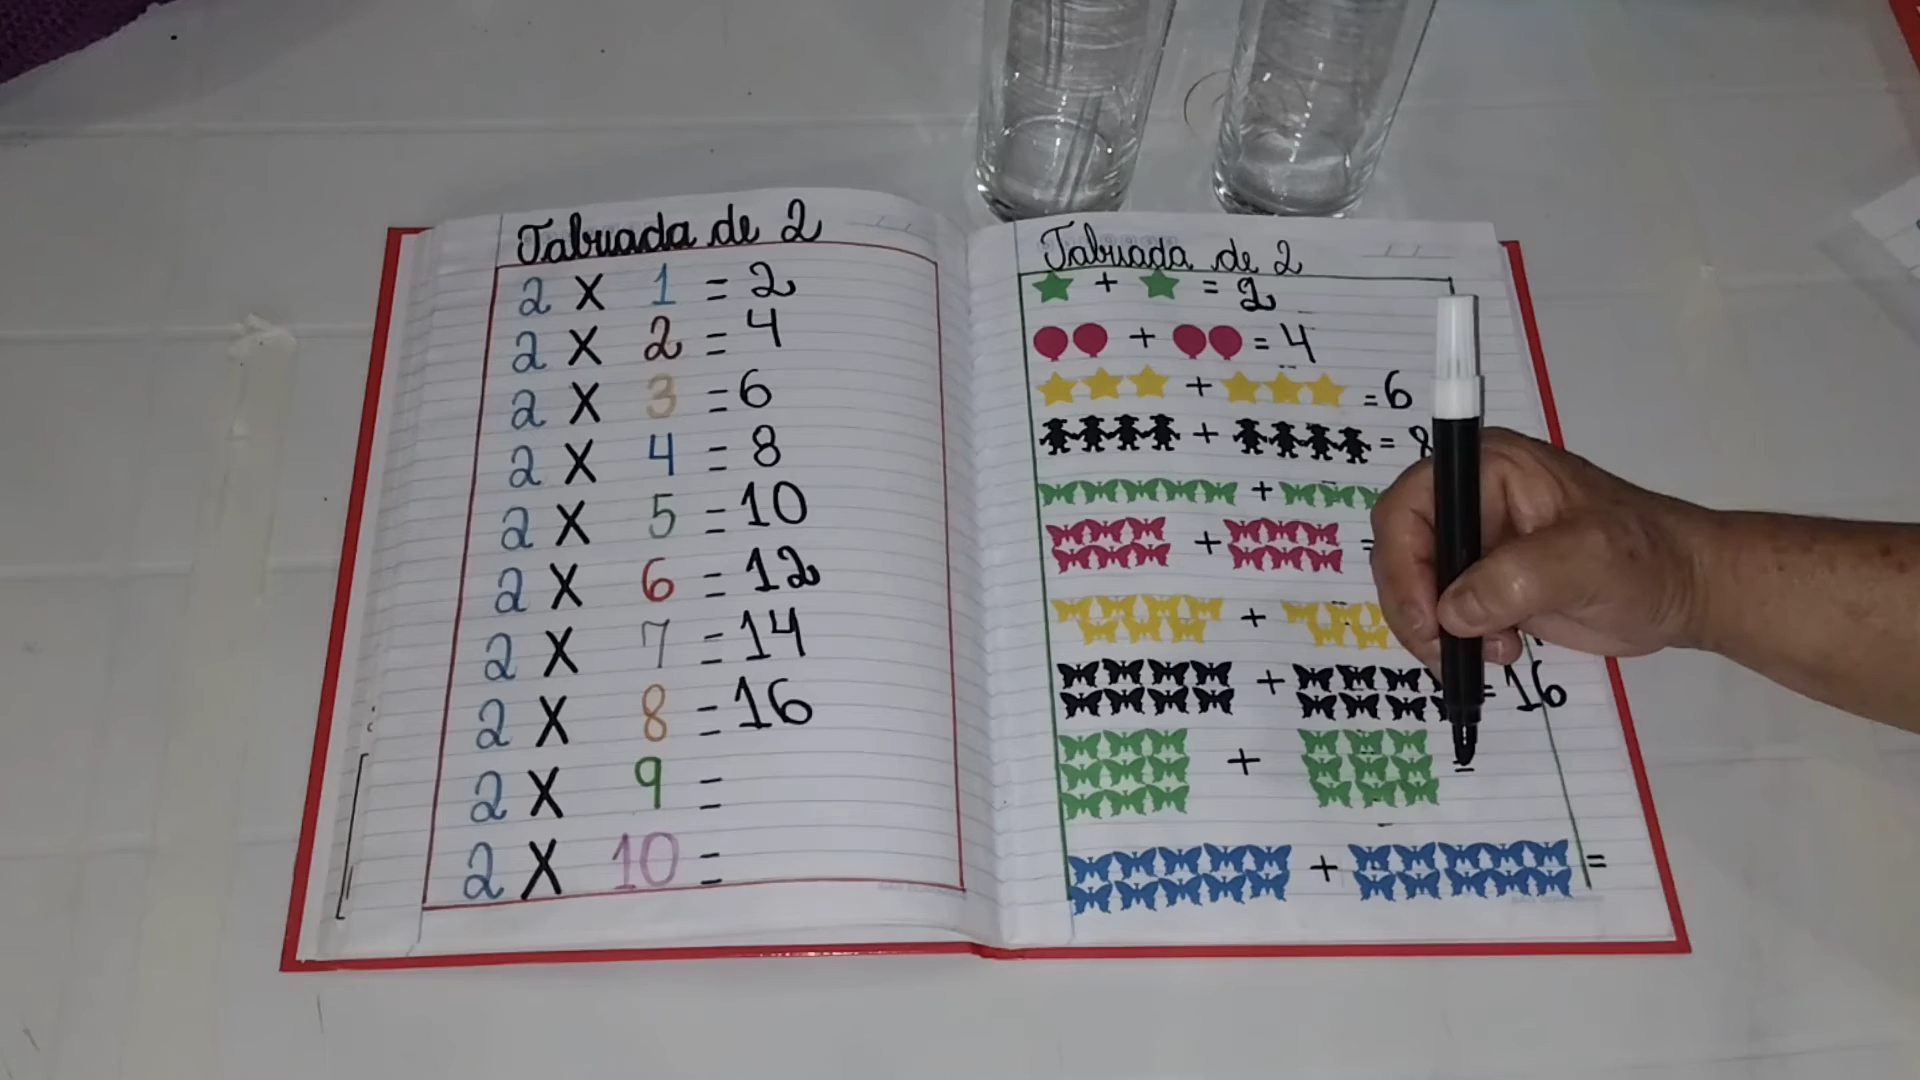 Tabuada de 2
2 X 1 = 2
2 X 2 = 4
2 X 3 = 6
2 X 4 = 8
2 X 5 = 10
2 X 6 = 12
2 X 7 = 14
2 X 8 = 16
2 X 9 =
2 X 10 =
Tabuada de 2
+ = 2
+ = 4
+ = 6
+ = 8
+
+ =
+
+ = 16
+ =
+ =